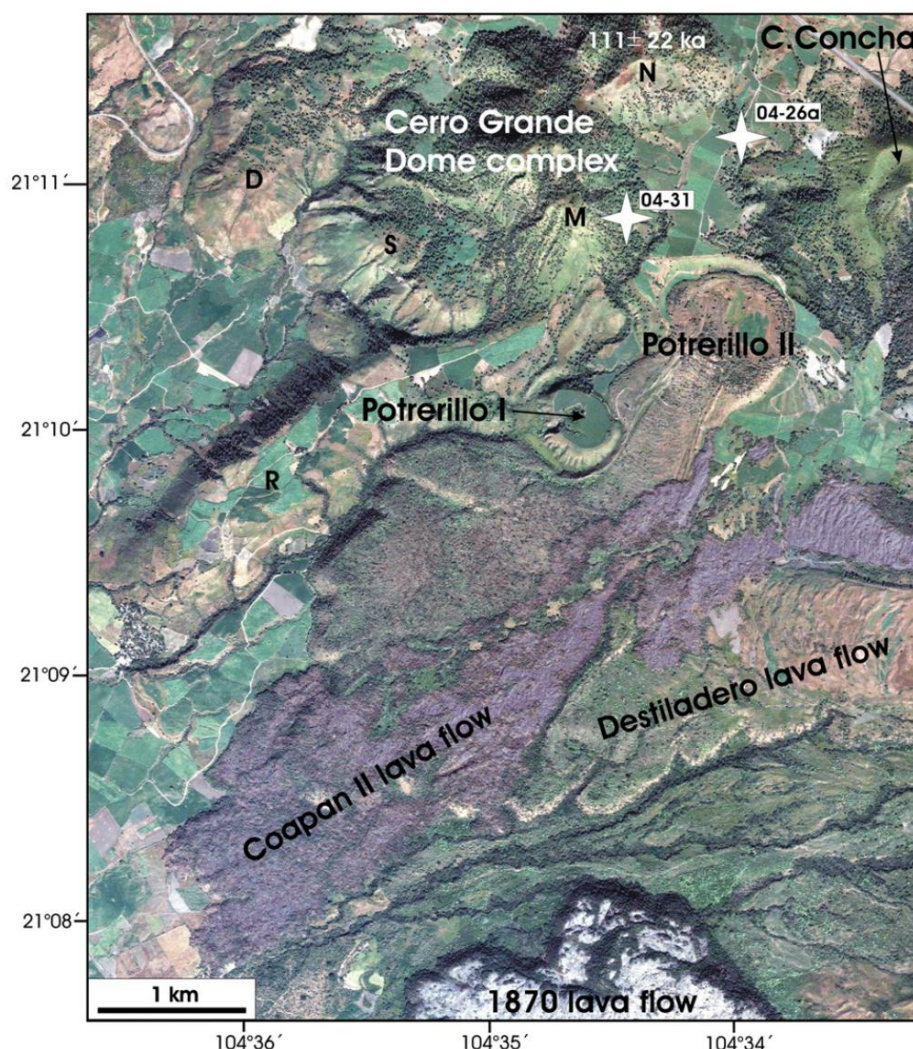 111± 22 ka
C.Concha
N
04-26a
Cerro Grande
Dome complex
21°11′
D
04-31
M
S
Potrerillo II
Potrerillo I
21°10′
R
21°09′
Destiladero lava flow
Coapan II lava flow
21°08′
1 km
1870 lava flow
104°36′
104°35′
104°34′